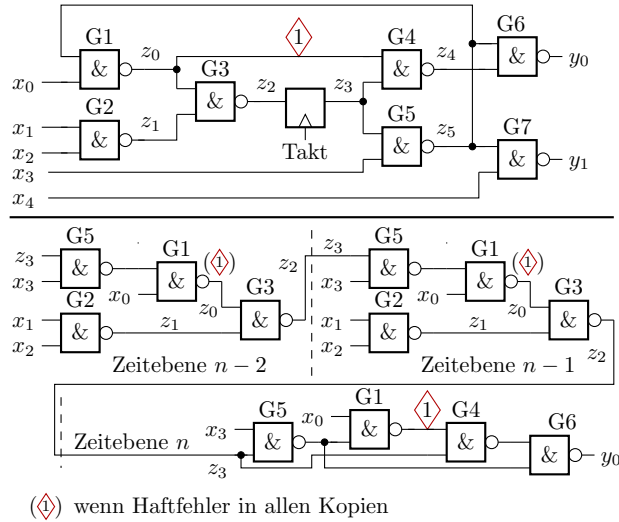 G1 z₀ 1 G4 z₄ G6
& & & y₀
x₀ G3 z₂ z₃
G2 z₁ & G5 z₅ G7
x₁ & & & y₁
x₂ Takt
x₃
x₄
G5 G1 (1) z₂ z₃ G5 G1 (1)
z₃ & & G3 & & G3
x₃ x₀ z₀ x₃ x₀ z₀
G2 & G2 &
x₁ & z₁ x₁ & z₁
x₂ x₂ z₂
Zeitebene n − 2 Zeitebene n − 1
G5 x₀ G1 1 G4 G6
x₃ & & & & y₀
Zeitebene n
z₃
(1) wenn Haftfehler in allen Kopien